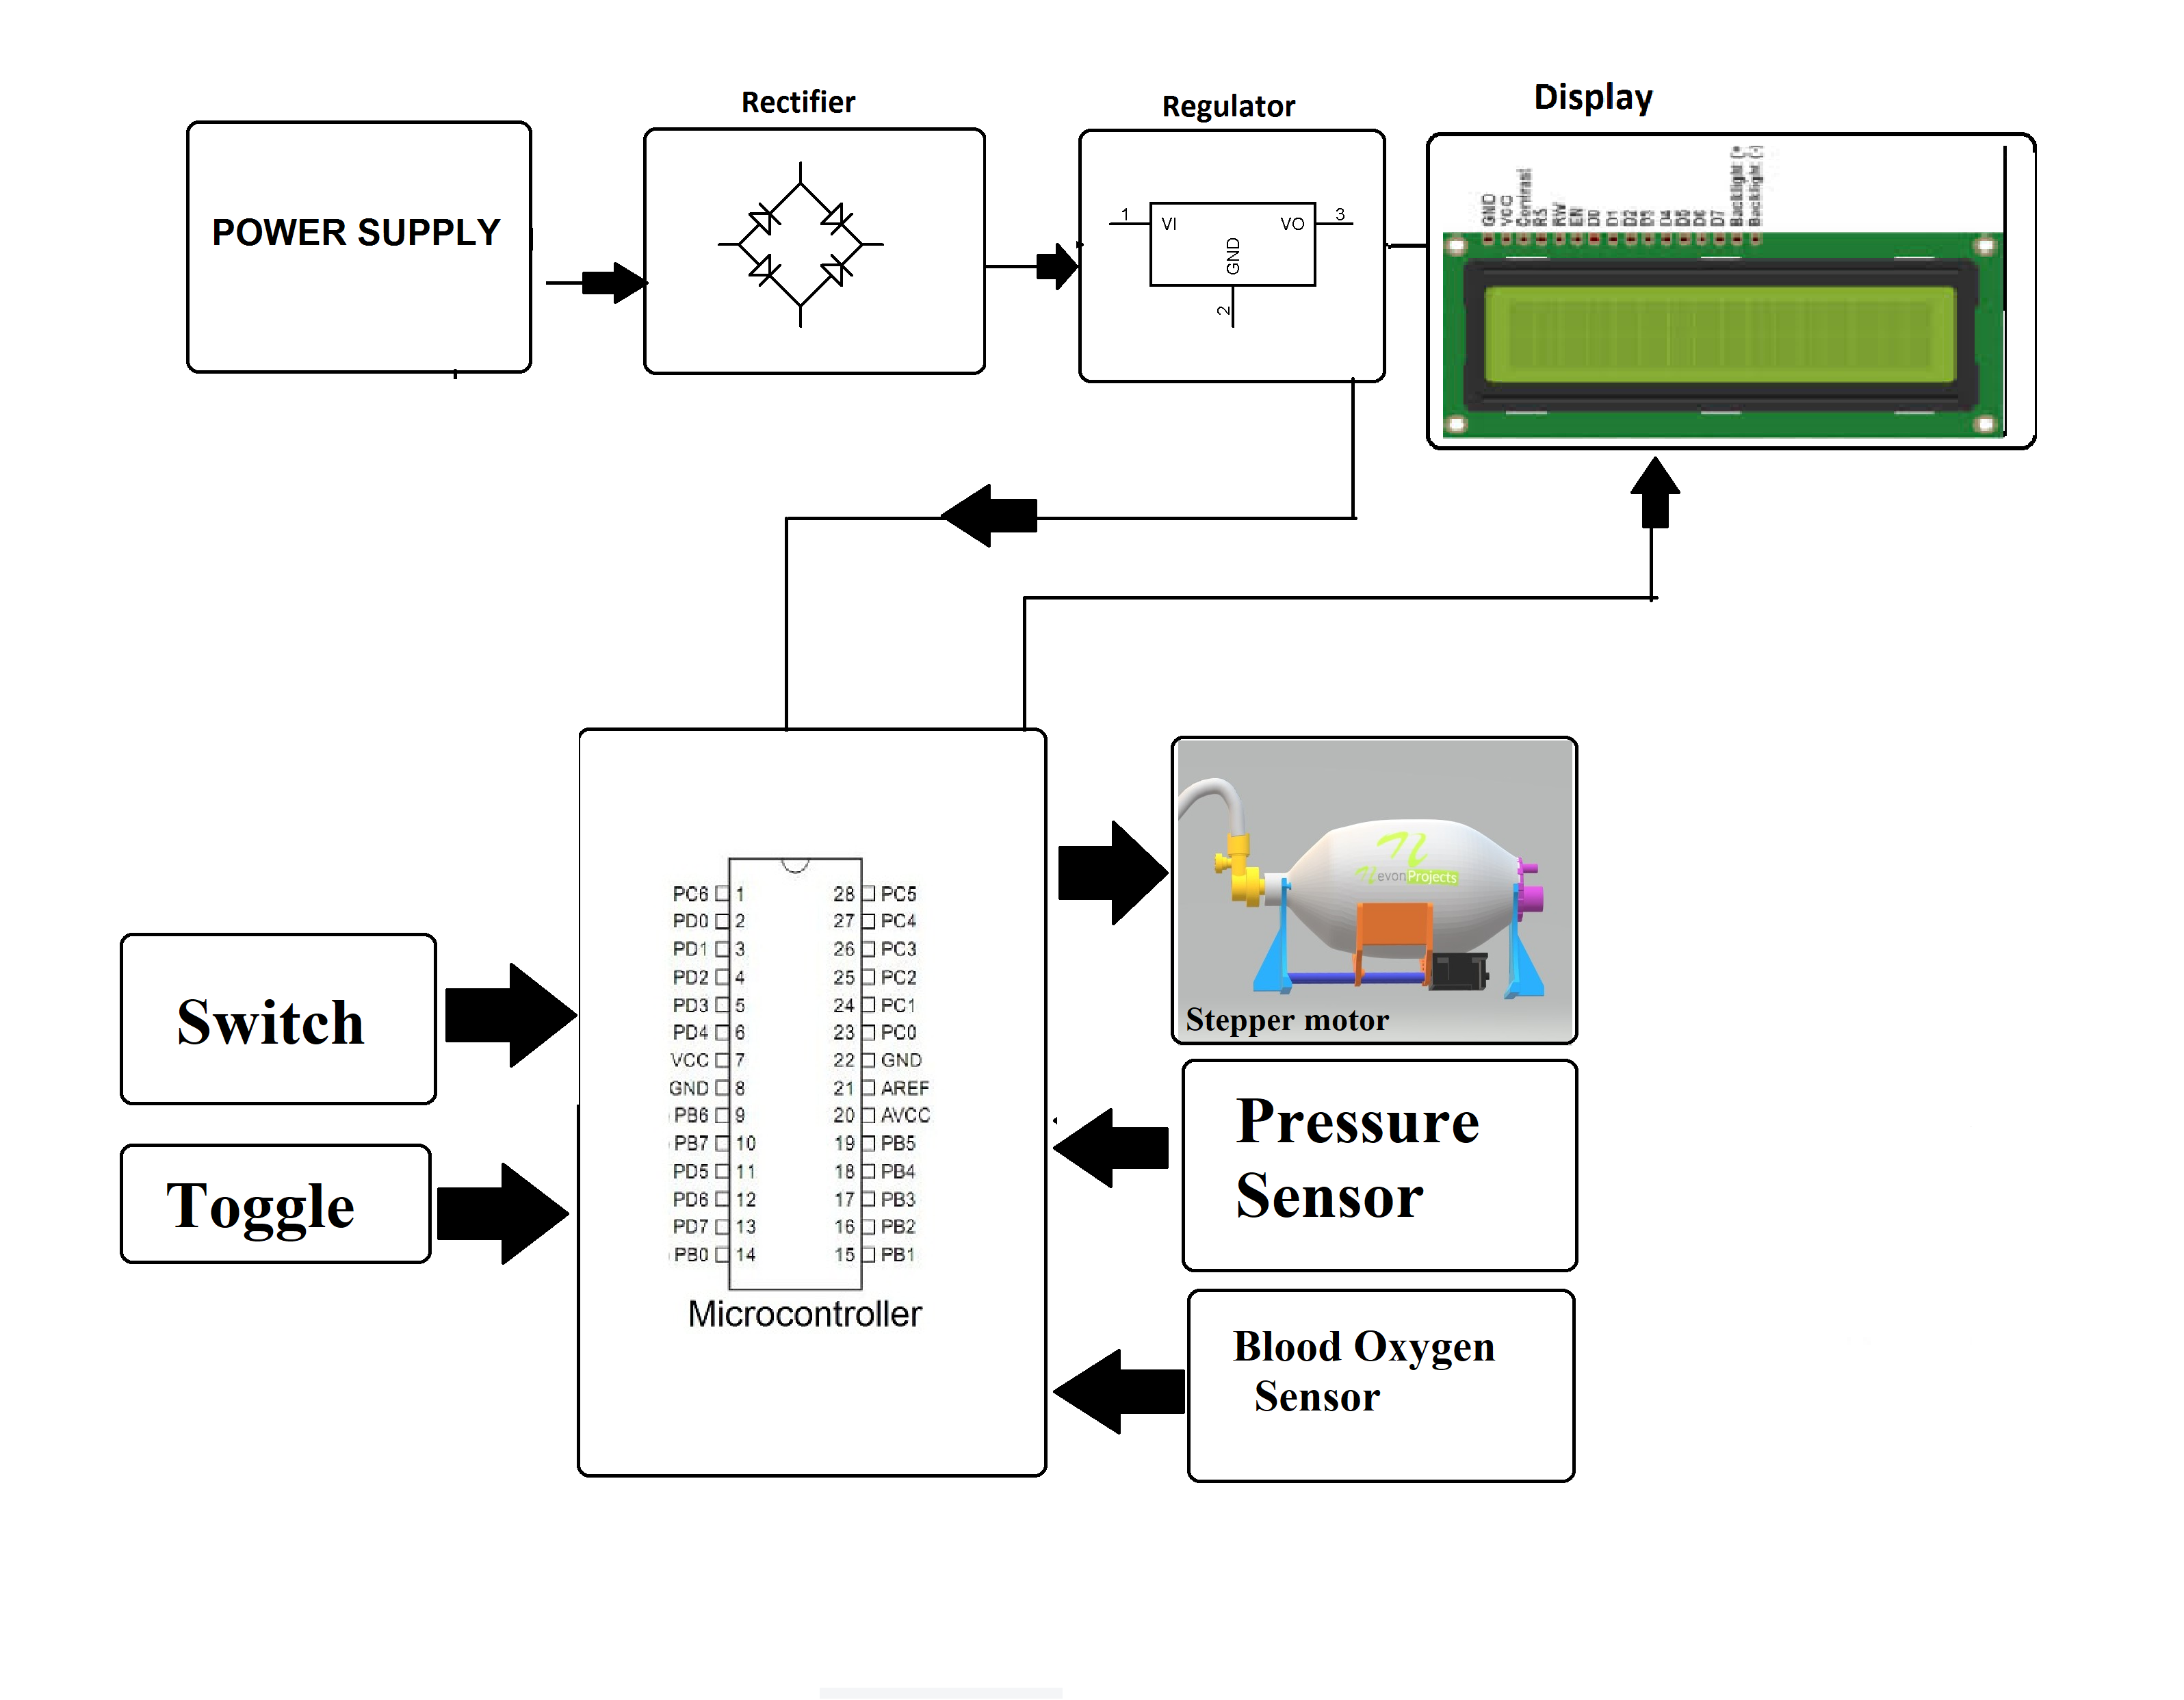 Rectifier
Regulator
Display
POWER SUPPLY
1
VI
VO
3
GND
2
GND
VCC
Contrast
RS
RW
EN
D0
D1
D2
D3
D4
D5
D6
D7
Backlight (+)
Backlight (-)
PC6 1 28 PC5
PD0 2 27 PC4
PD1 3 26 PC3
PD2 4 25 PC2
PD3 5 24 PC1
PD4 6 23 PC0
VCC 7 22 GND
GND 8 21 AREF
PB6 9 20 AVCC
PB7 10 19 PB5
PD5 11 18 PB4
PD6 12 17 PB3
PD7 13 16 PB2
PB0 14 15 PB1
Microcontroller
Switch
Toggle
NevonProjects
Stepper motor
Pressure
Sensor
Blood Oxygen
Sensor